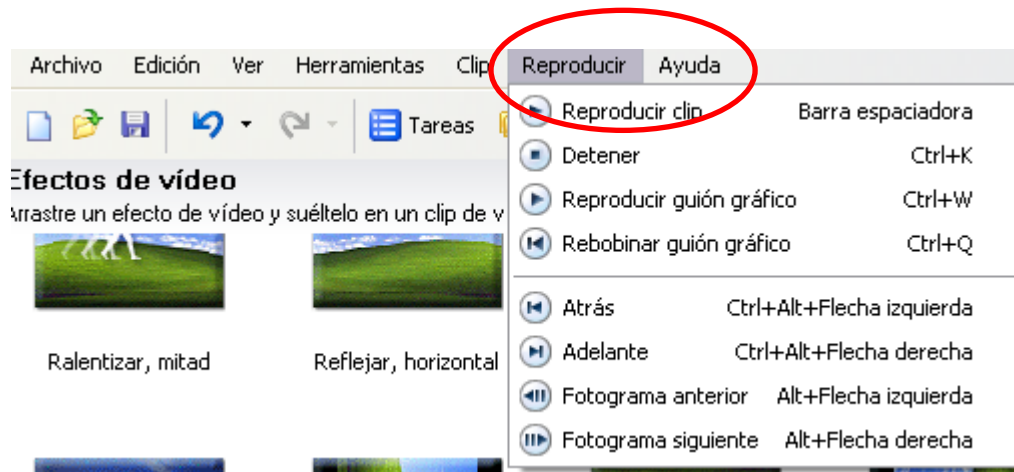 Archivo Edición Ver Herramientas Clip Reproducir Ayuda
Tareas
Efectos de vídeo
Arrastre un efecto de vídeo y suéltelo en un clip de v
Ralentizar, mitad Reflejar, horizontal
Reproducir clip Barra espaciadora
Detener Ctrl+K
Reproducir guión gráfico Ctrl+W
Rebobinar guión gráfico Ctrl+Q
Atrás Ctrl+Alt+Flecha izquierda
Adelante Ctrl+Alt+Flecha derecha
Fotograma anterior Alt+Flecha izquierda
Fotograma siguiente Alt+Flecha derecha